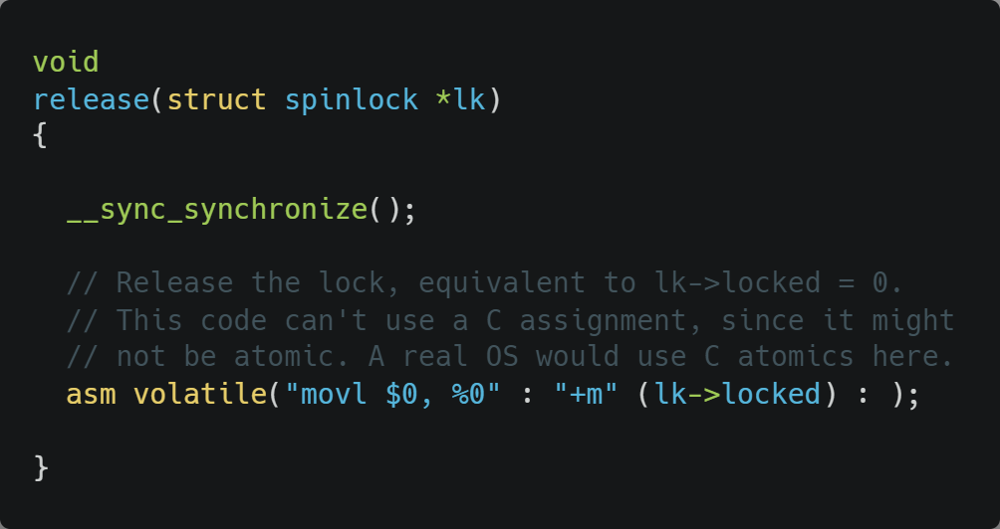 void
release(struct spinlock *lk)
{
__sync_synchronize();
// Release the lock, equivalent to lk->locked = 0.
// This code can't use a C assignment, since it might
// not be atomic. A real OS would use C atomics here.
asm volatile("movl $0, %0" : "+m" (lk->locked) : );
}